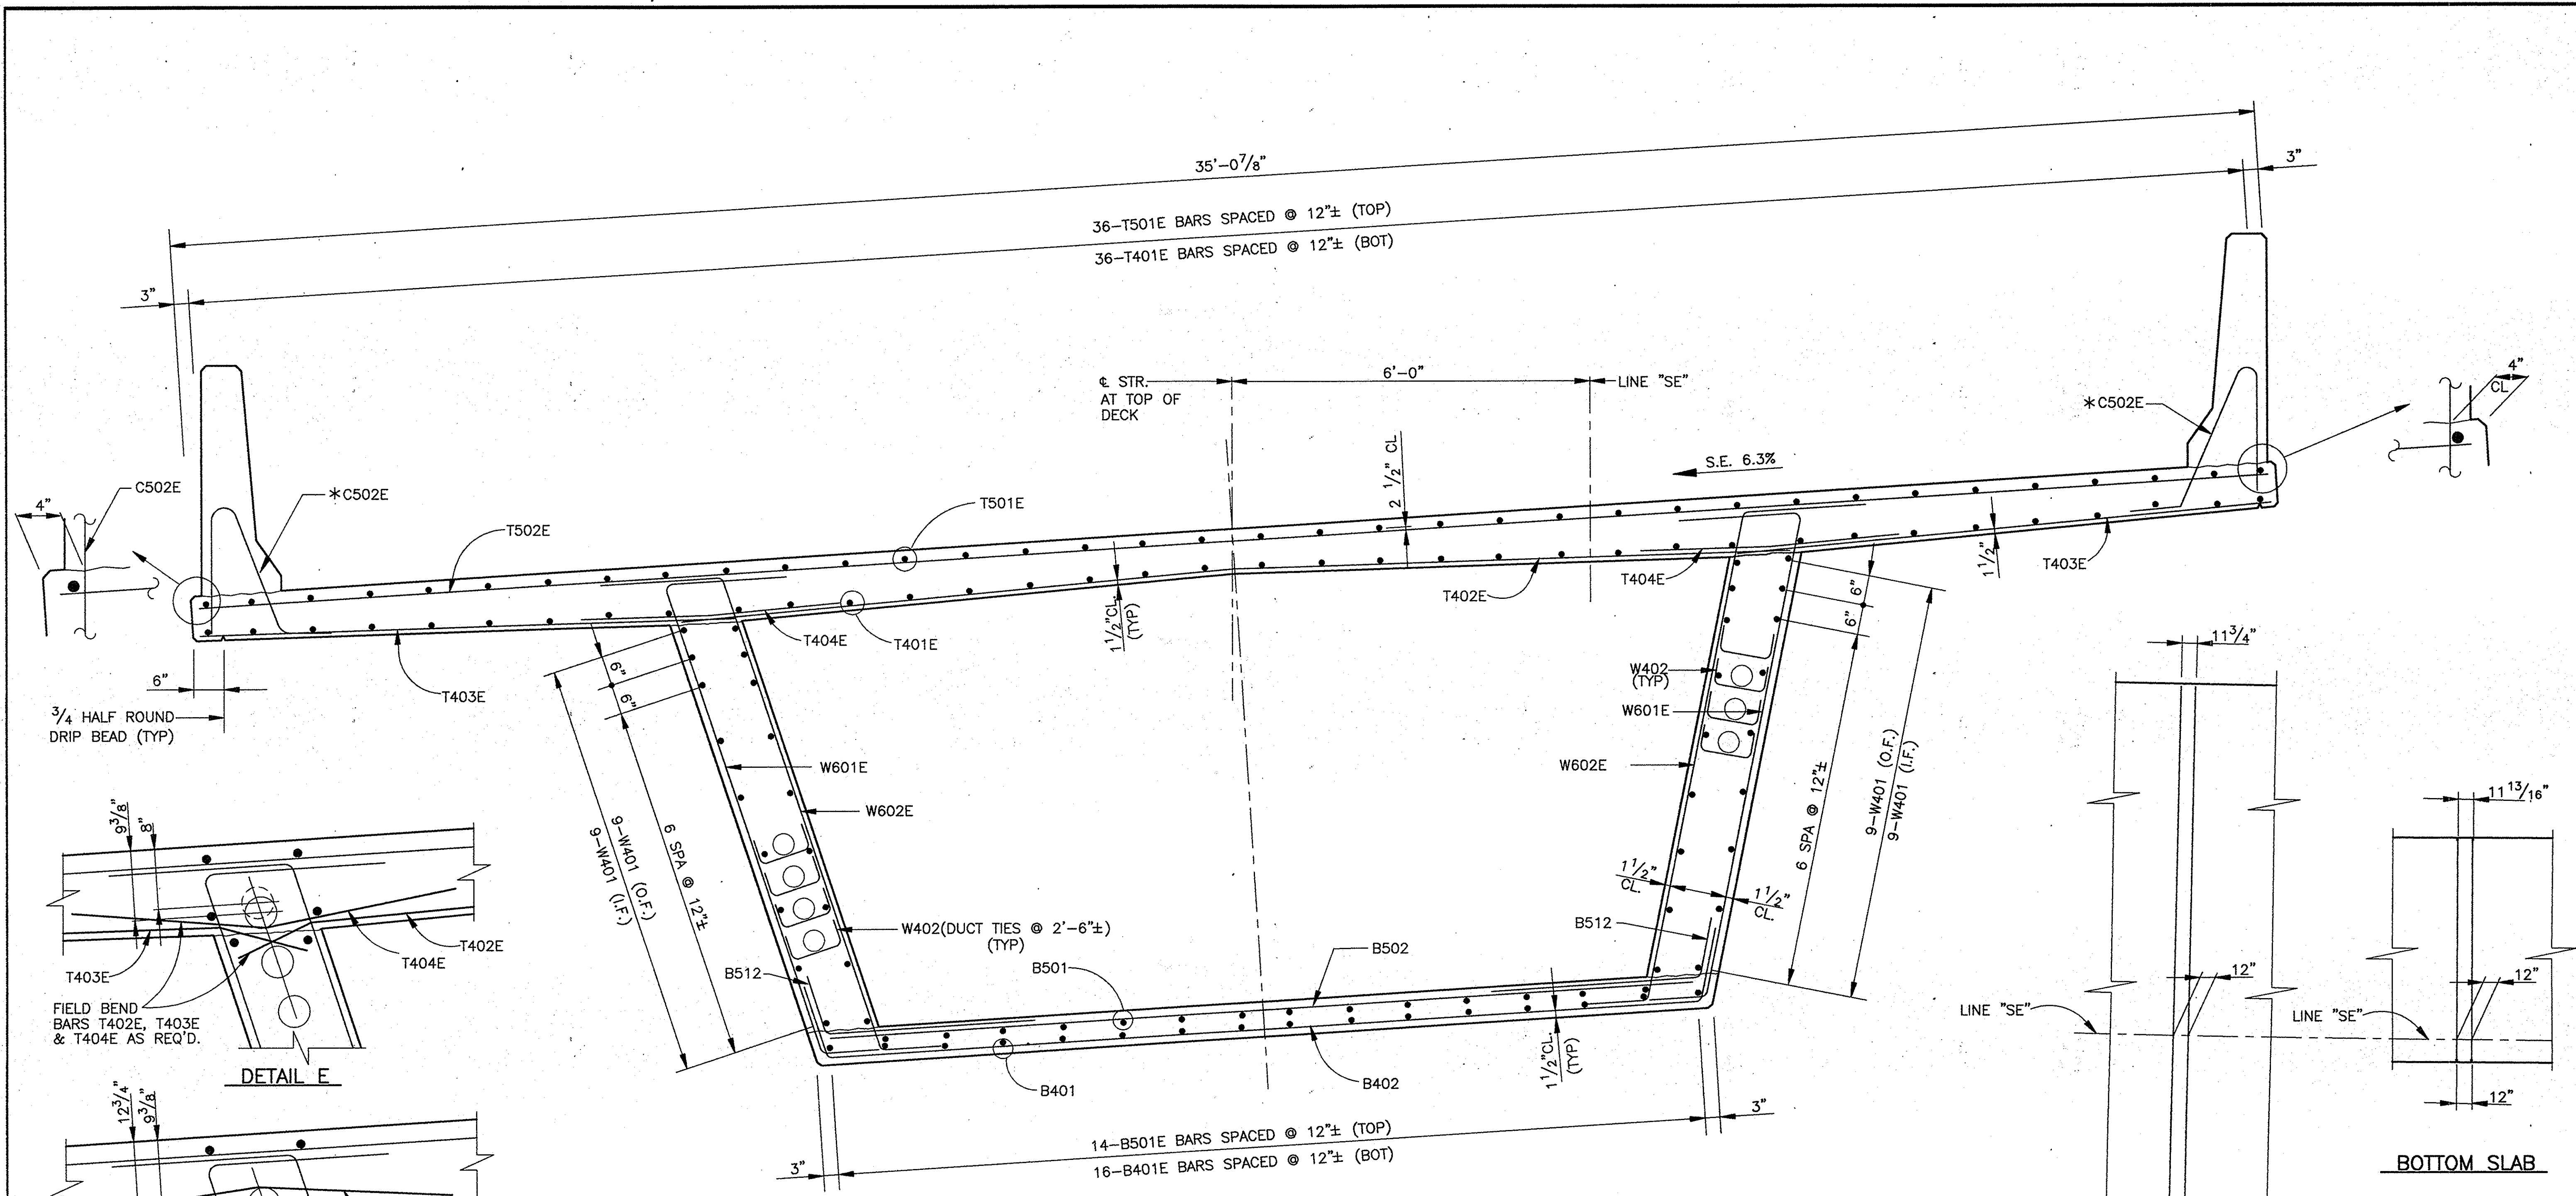 35'-0 7/8"
3"
36-T501E BARS SPACED @ 12"± (TOP)
36-T401E BARS SPACED @ 12"± (BOT)
3"
₵ STR.
AT TOP OF
DECK
6'-0"
LINE "SE"
4"
CL
*C502E
2 1/2" CL
S.E. 6.3%
C502E
*C502E
4"
T501E
T502E
1 1/2"
T403E
T404E
T402E
6"
6"
1 1/2" CL.
(TYP)
T404E
T401E
6"
T403E
6"
6"
3/4 HALF ROUND
DRIP BEAD (TYP)
W402
(TYP)
W601E
W602E
11 3/4"
W601E
W602E
9-W401 (O.F.)
9-W401 (I.F.)
6 SPA @ 12"±
6 SPA @ 12"±
9-W401 (O.F.)
9-W401 (I.F.)
11 13/16"
9 3/8"
8"
1 1/2"
CL.
1 1/2"
CL.
W402(DUCT TIES @ 2'-6"±)
(TYP)
B512
T402E
T404E
T403E
B512
B501
B502
12"
12"
FIELD BEND
BARS T402E, T403E
& T404E AS REQ'D.
LINE "SE"
LINE "SE"
DETAIL E
B401
B402
1 1/2" CL.
(TYP)
12"
12 3/4"
9 3/8"
3"
14-B501E BARS SPACED @ 12"± (TOP)
16-B401E BARS SPACED @ 12"± (BOT)
3"
BOTTOM SLAB